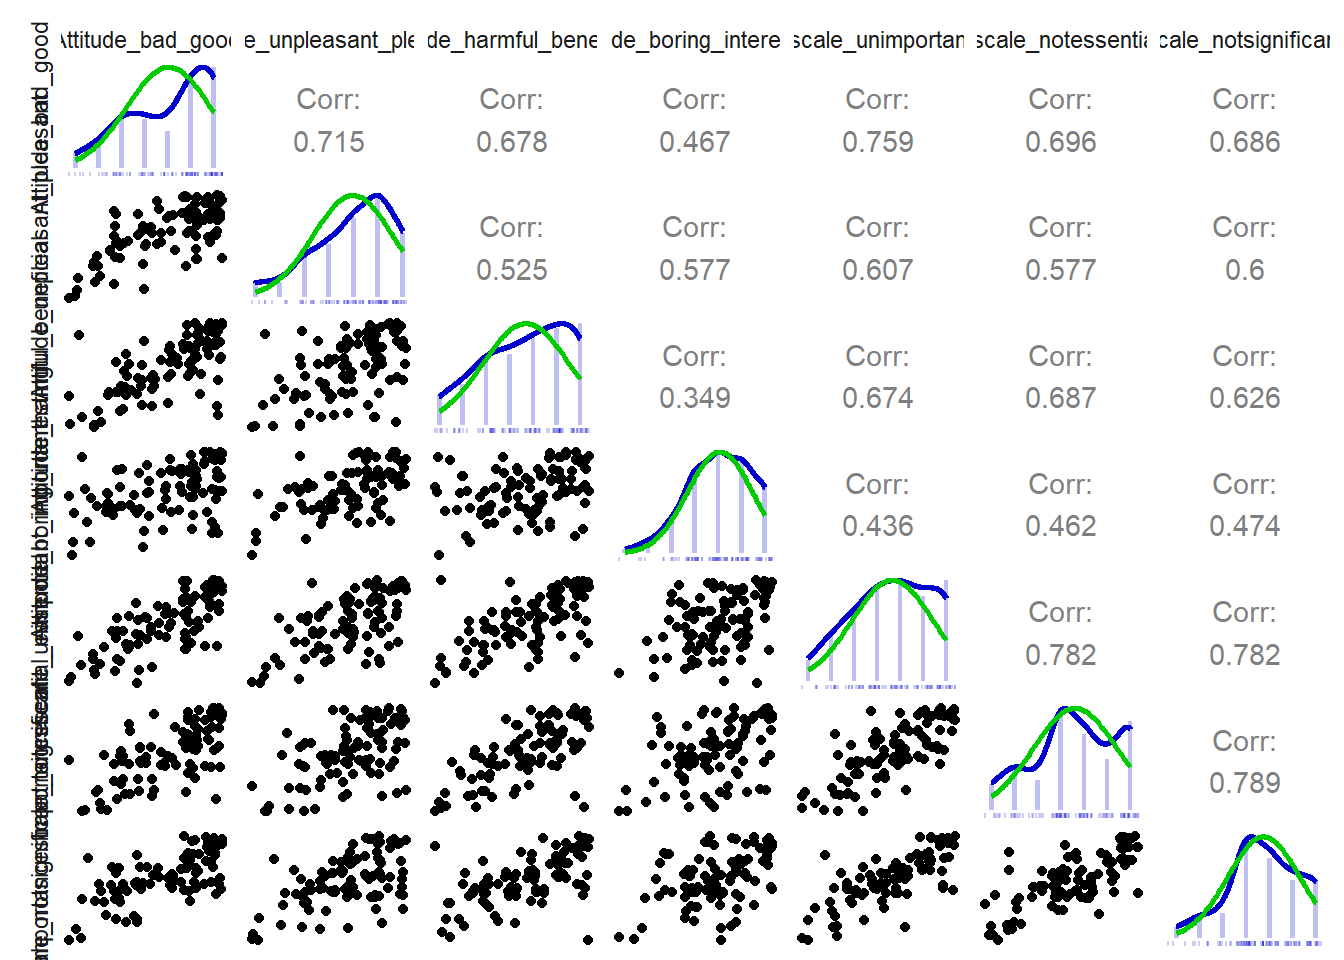 Attitude_bad_good e_unpleasant_ple de_harmful_bene de_boring_intere scale_unimportan scale_notessentia cale_notsignifican
Corr: Corr: Corr: Corr: Corr: Corr:
0.715 0.678 0.467 0.759 0.696 0.686
Corr: Corr: Corr: Corr: Corr:
0.525 0.577 0.607 0.577 0.6
Corr: Corr: Corr: Corr:
0.349 0.674 0.687 0.626
Corr: Corr: Corr:
0.436 0.462 0.474
Corr: Corr:
0.782 0.782
Corr:
0.789